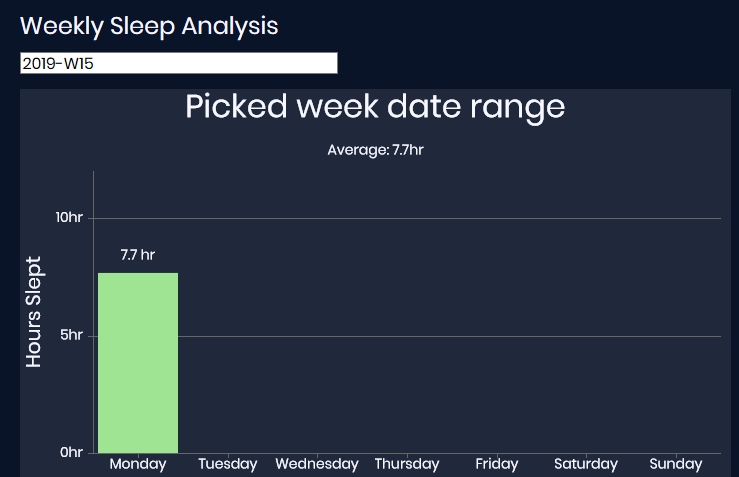 Weekly Sleep Analysis
2019-W15
Picked week date range
Average: 7.7hr
10hr
7.7 hr
Hours Slept
5hr
0hr
Monday Tuesday Wednesday Thursday Friday Saturday Sunday